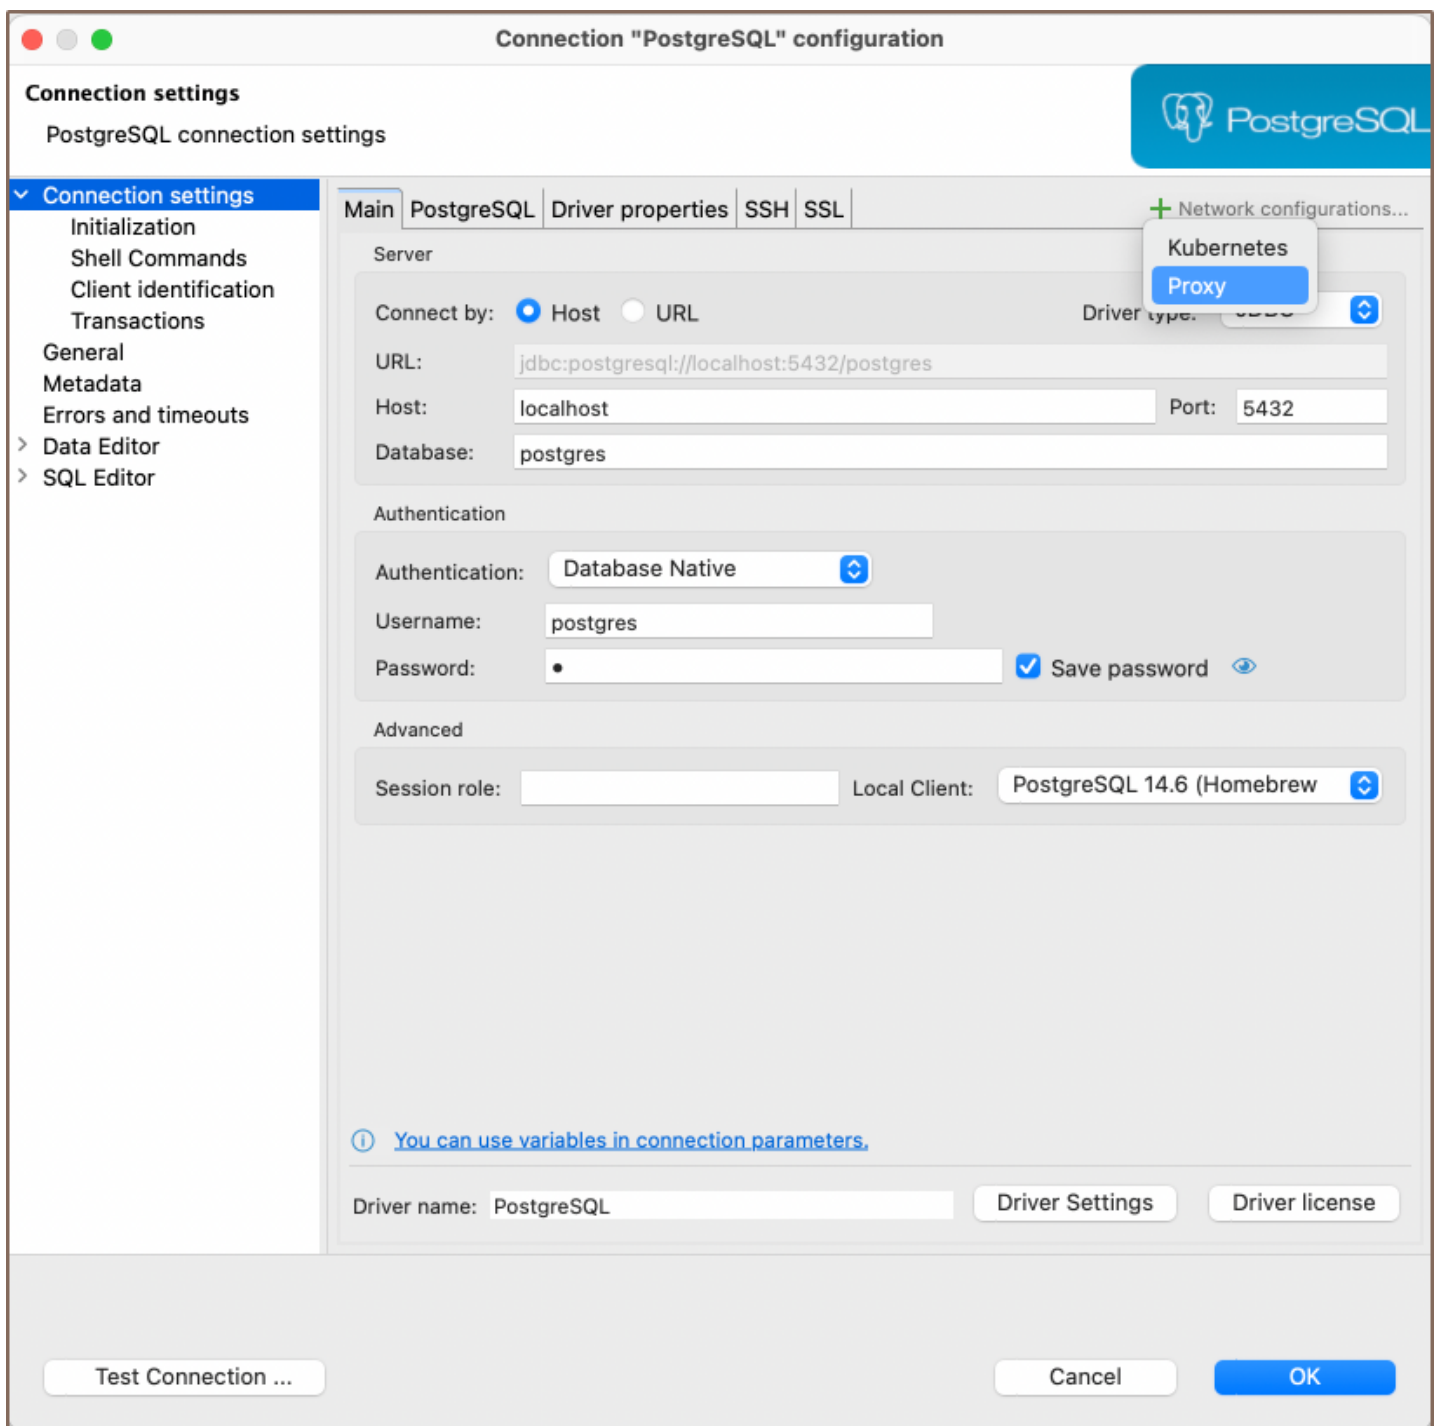 Connection "PostgreSQL" configuration
Connection settings
PostgreSQL connection settings
PostgreSQL
Connection settings
Initialization
Shell Commands
Client identification
Transactions
General
Metadata
Errors and timeouts
Data Editor
SQL Editor
Main PostgreSQL Driver properties SSH SSL
Network configurations...
Kubernetes
Proxy
Server
Connect by: Host URL Driver type: JDBC
URL: jdbc:postgresql://localhost:5432/postgres
Host: localhost Port: 5432
Database: postgres
Authentication
Authentication: Database Native
Username: postgres
Password: • Save password
Advanced
Session role: Local Client: PostgreSQL 14.6 (Homebrew
You can use variables in connection parameters.
Driver name: PostgreSQL Driver Settings Driver license
Test Connection ... Cancel OK